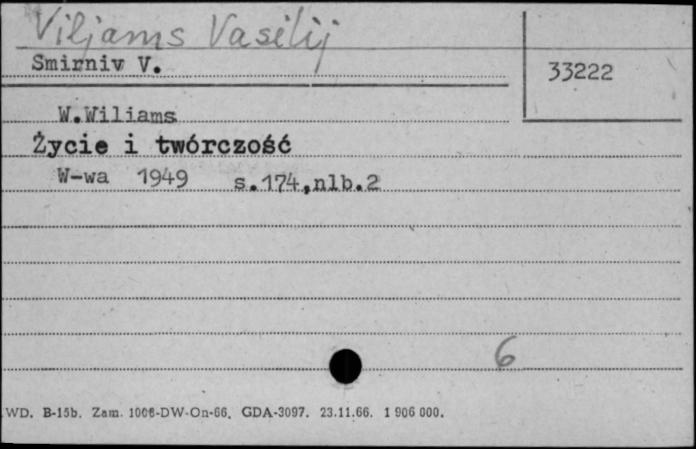 Viljams Vasilij
Smirniv V.
33222
W.Wiliams
Życie i twórczość
W-wa 1949 s.174,nlb.2
6
WD. B-15b. Zam. 1006-DW-On-66. GDA-3097. 23.11.66. 1 906 000.